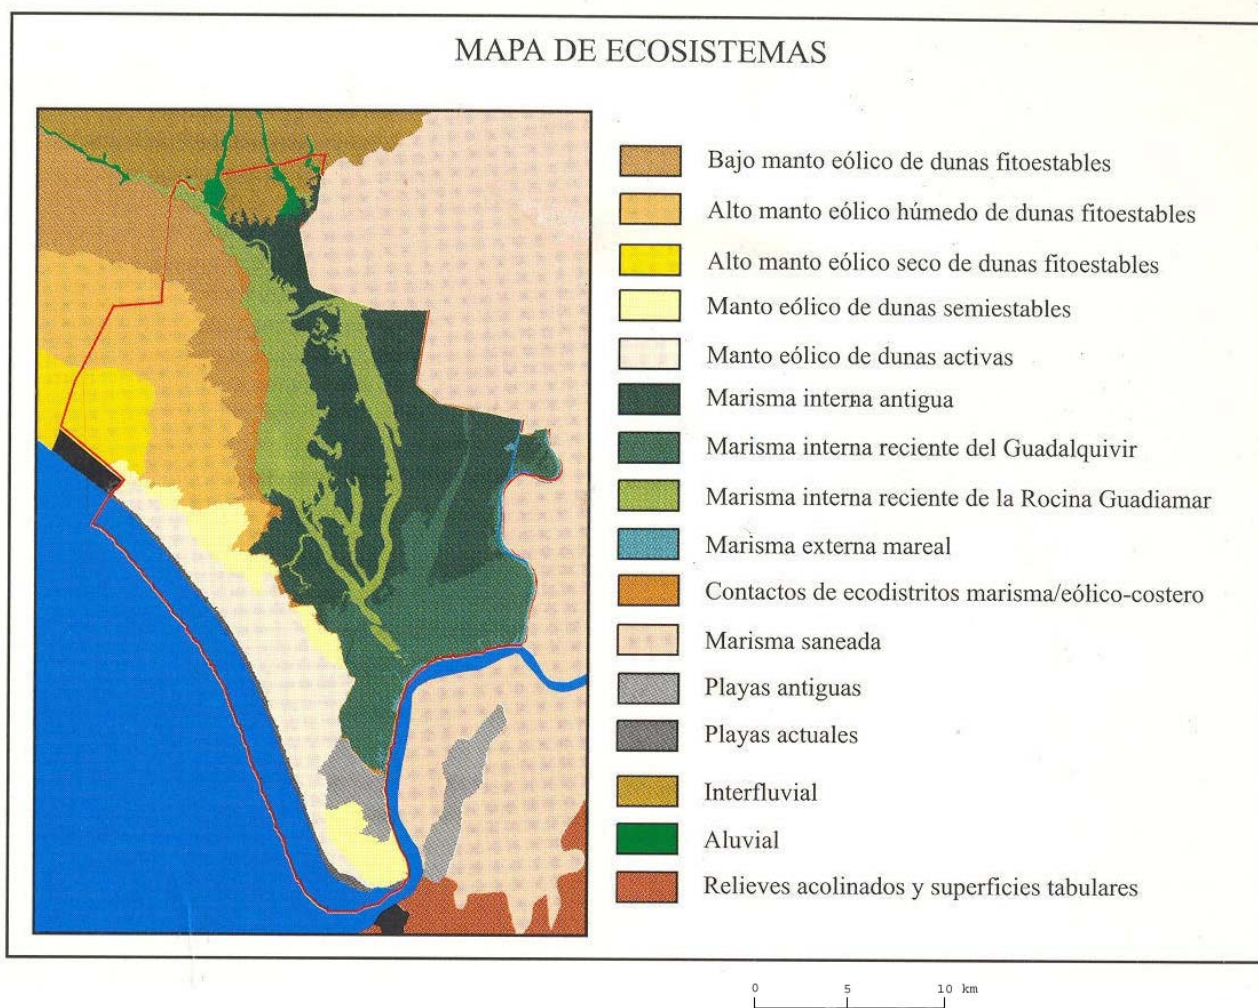 MAPA DE ECOSISTEMAS
Bajo manto eólico de dunas fitoestables
Alto manto eólico húmedo de dunas fitoestables
Alto manto eólico seco de dunas fitoestables
Manto eólico de dunas semiestables
Manto eólico de dunas activas
Marisma interna antigua
Marisma interna reciente del Guadalquivir
Marisma interna reciente de la Rocina Guadiamar
Marisma externa mareal
Contactos de ecodistritos marisma/eólico-costero
Marisma saneada
Playas antiguas
Playas actuales
Interfluvial
Aluvial
Relieves acolinados y superficies tabulares
0 5 10 km